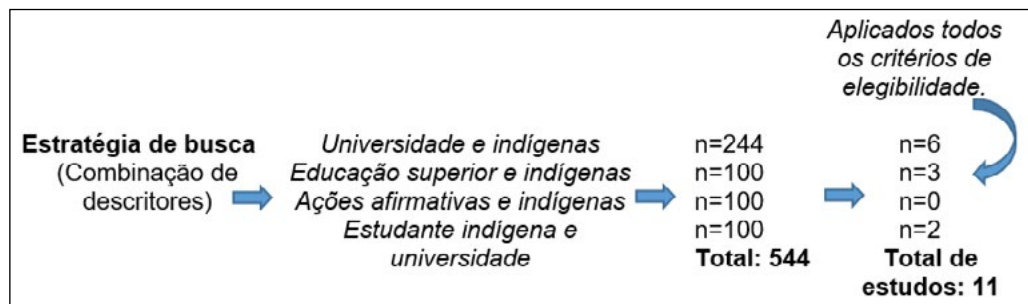 Aplicados todos
os critérios de
elegibilidade.
Estratégia de busca
(Combinação de
descritores)
Universidade e indígenas
Educação superior e indígenas
Ações afirmativas e indígenas
Estudante indígena e
universidade
n=244
n=100
n=100
n=100
Total: 544
n=6
n=3
n=0
n=2
Total de
estudos: 11